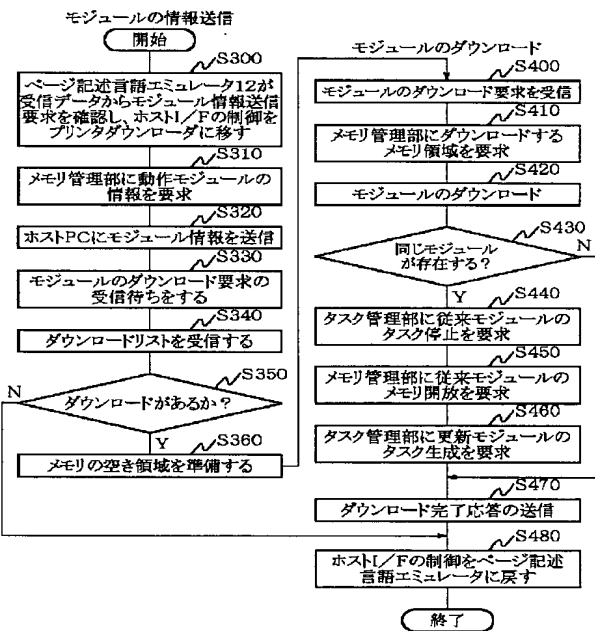 モジュールの情報送信
開始
S300
ページ記述言語エミュレータ12が
受信データからモジュール情報送信
要求を確認し、ホストI/Fの制御を
プリンタダウンローダに移す
S310
メモリ管理部に動作モジュールの
情報を要求
S320
ホストPCにモジュール情報を送信
S330
モジュールのダウンロード要求の
受信待ちをする
S340
ダウンロードリストを受信する
S350
ダウンロードがあるか?
N
Y
S360
メモリの空き領域を準備する
モジュールのダウンロード
S400
モジュールのダウンロード要求を受信
S410
メモリ管理部にダウンロードする
メモリ領域を要求
S420
モジュールのダウンロード
S430
同じモジュール
が存在する?
N
Y
S440
タスク管理部に従来モジュールの
タスク停止を要求
S450
メモリ管理部に従来モジュールの
メモリ開放を要求
S460
タスク管理部に更新モジュールの
タスク生成を要求
S470
ダウンロード完了応答の送信
S480
ホストI/Fの制御をページ記述
言語エミュレータに戻す
終了